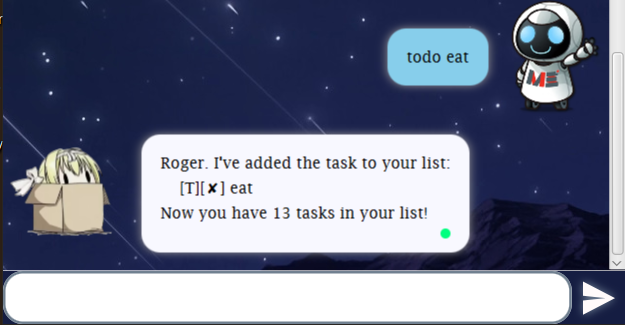 todo eat
ME
Roger. I've added the task to your list:
[T][✘] eat
Now you have 13 tasks in your list!